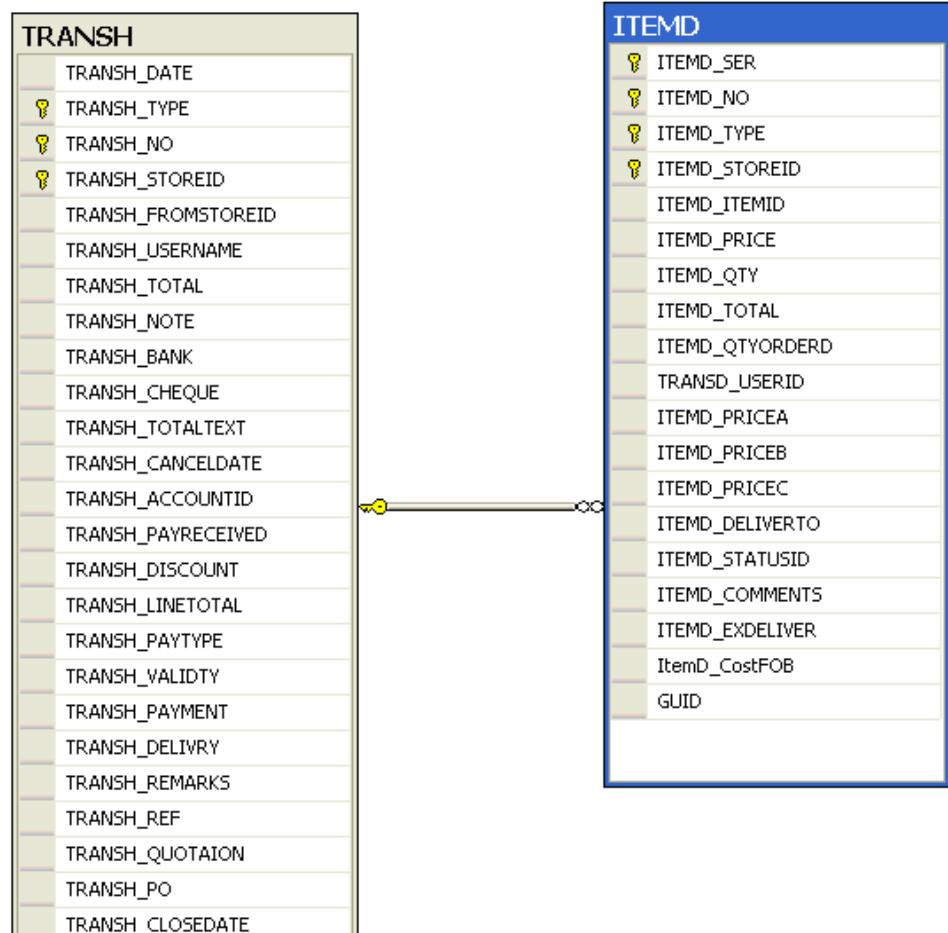 TRANSH
TRANSH_DATE
TRANSH_TYPE
TRANSH_NO
TRANSH_STOREID
TRANSH_FROMSTOREID
TRANSH_USERNAME
TRANSH_TOTAL
TRANSH_NOTE
TRANSH_BANK
TRANSH_CHEQUE
TRANSH_TOTALTEXT
TRANSH_CANCELDATE
TRANSH_ACCOUNTID
TRANSH_PAYRECEIVED
TRANSH_DISCOUNT
TRANSH_LINETOTAL
TRANSH_PAYTYPE
TRANSH_VALIDTY
TRANSH_PAYMENT
TRANSH_DELIVRY
TRANSH_REMARKS
TRANSH_REF
TRANSH_QUOTAION
TRANSH_PO
TRANSH_CLOSEDATE
ITEMD
ITEMD_SER
ITEMD_NO
ITEMD_TYPE
ITEMD_STOREID
ITEMD_ITEMID
ITEMD_PRICE
ITEMD_QTY
ITEMD_TOTAL
ITEMD_QTYORDERD
TRANSD_USERID
ITEMD_PRICEA
ITEMD_PRICEB
ITEMD_PRICEC
ITEMD_DELIVERTO
ITEMD_STATUSID
ITEMD_COMMENTS
ITEMD_EXDELIVER
ItemD_CostFOB
GUID